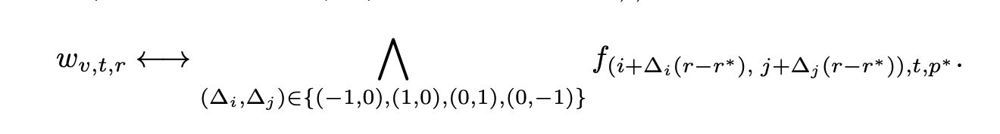 w_{v,t,r} ⟷ ⋀_{(Δ_i,Δ_j)∈{(−1,0),(1,0),(0,1),(0,−1)}} f_{(i+Δ_i(r−r*), j+Δ_j(r−r*)),t,p*}.